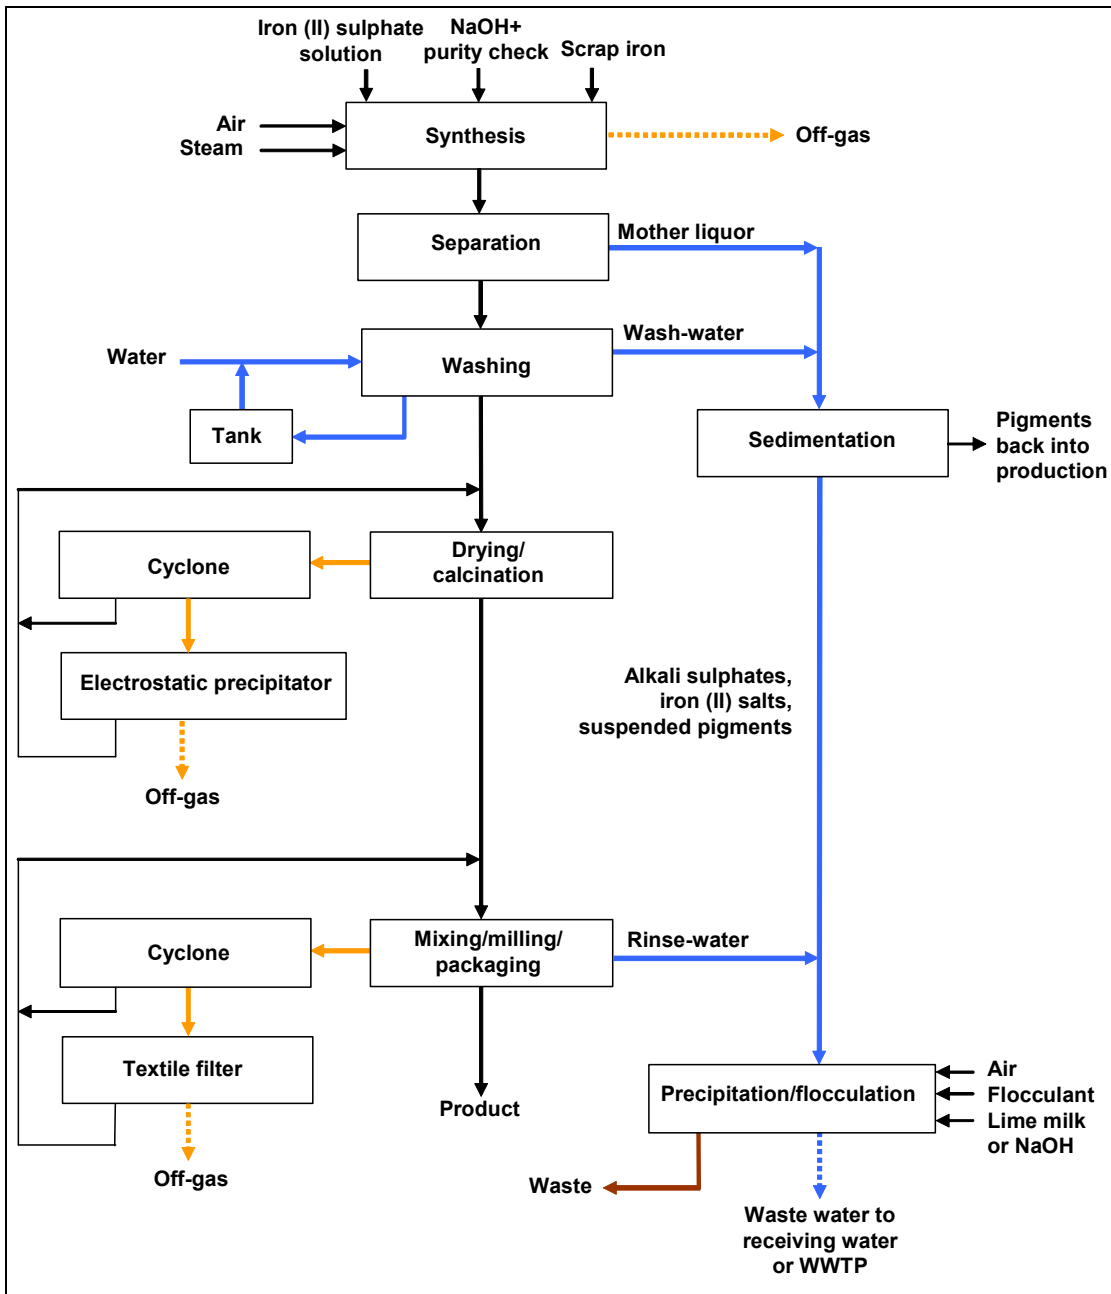 Iron (II) sulphate
solution
NaOH+
purity check
Scrap iron
Air
Steam
Synthesis
Off-gas
Separation
Mother liquor
Water
Washing
Wash-water
Tank
Sedimentation
Pigments
back into
production
Cyclone
Drying/
calcination
Electrostatic precipitator
Alkali sulphates,
iron (II) salts,
suspended pigments
Off-gas
Cyclone
Mixing/milling/
packaging
Rinse-water
Textile filter
Product
Precipitation/flocculation
Air
Flocculant
Lime milk
or NaOH
Off-gas
Waste
Waste water to
receiving water
or WWTP